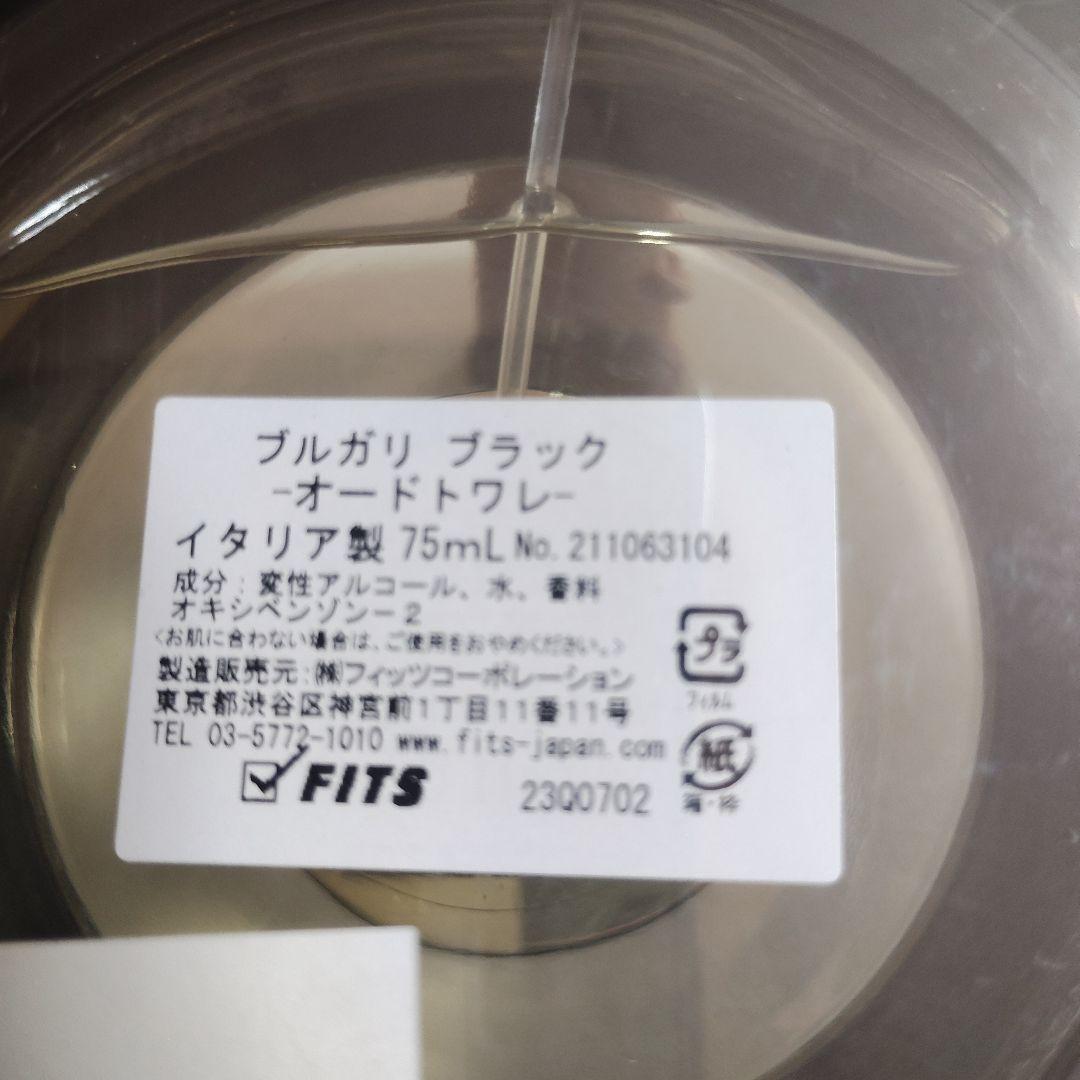 ブルガリ ブラック
-オードトワレ-
イタリア製 75mL No. 211063104
成分：変性アルコール、水、香料
オキシベンゾン－2
<お肌に合わない場合は、ご使用をおやめください。>
製造販売元：㈱フィッツコーポレーション
東京都渋谷区神宮前1丁目11番11号
TEL 03-5772-1010 www.fits-japan.com
FITS 23Q0702
プラ
フィルム
紙
箱・枠